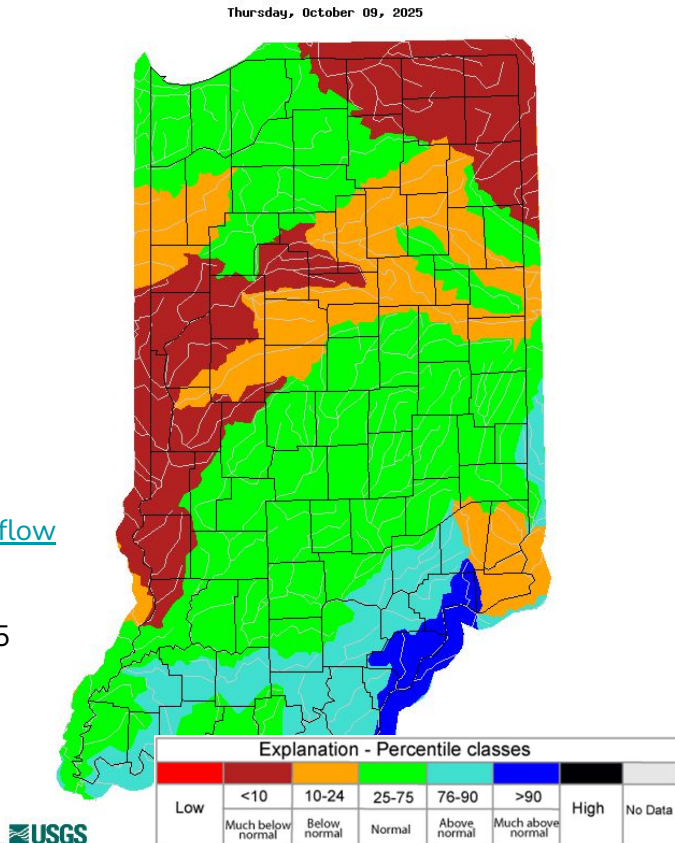 Thursday, October 09, 2025
flow
5
Explanation - Percentile classes
Low
<10
10-24
25-75
76-90
>90
High
No Data
Much below normal
Below normal
Normal
Above normal
Much above normal
USGS